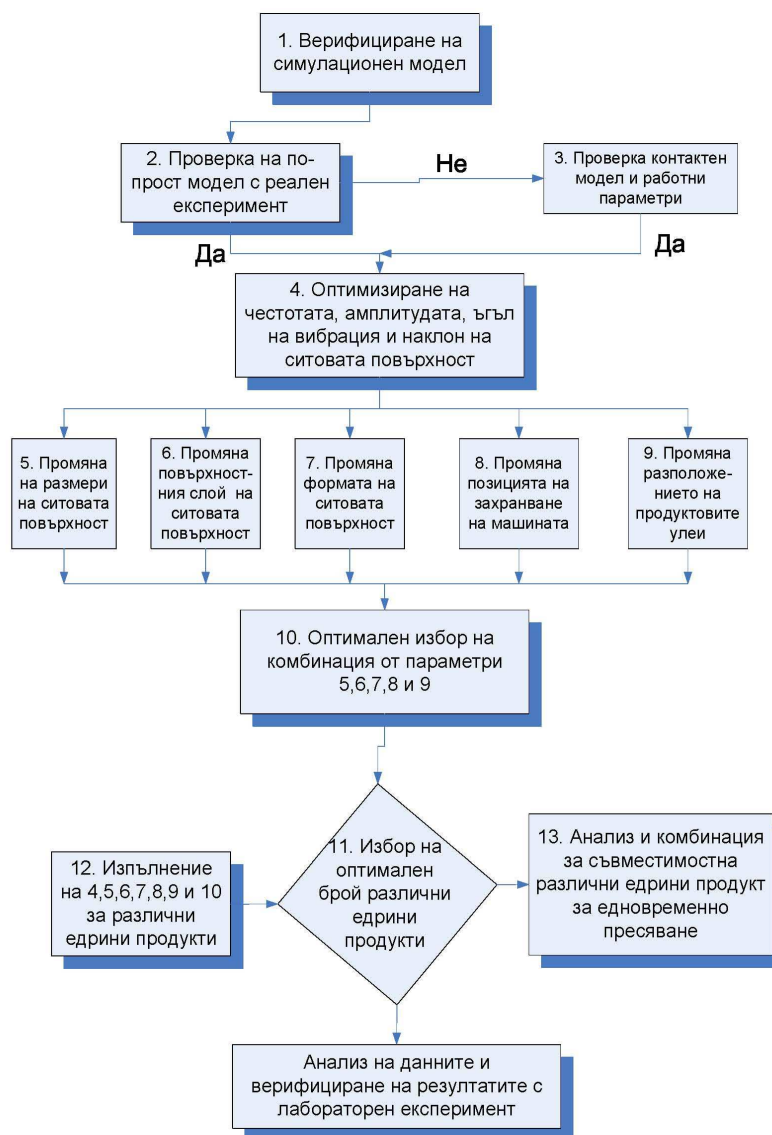 1. Верифициране на
симулационен модел
2. Проверка на по-
прост модел с реален
експеримент
Не
3. Проверка контактен
модел и работни
параметри
Да
Да
4. Оптимизиране на
честотата, амплитудата, ъгъл
на вибрация и наклон на
ситовата повърхност
5. Промяна
на размери
на ситовата
повърхност
6. Промяна
повърхност-
ния слой на
ситовата
повърхност
7. Промяна
формата на
ситовата
повърхност
8. Промяна
позицията на
захранване
на машината
9. Промяна
разположе-
нието на
продуктовите
улеи
10. Оптимален избор на
комбинация от параметри
5,6,7,8 и 9
12. Изпълнение
на 4,5,6,7,8,9 и 10
за различни
едрини продукти
11. Избор на
оптимален
брой различни
едрини
продукти
13. Анализ и комбинация
за съвместимостна
различни едрини продукт
за едновременно
пресяване
Анализ на данните и
верифициране на резултатите с
лабораторен експеримент